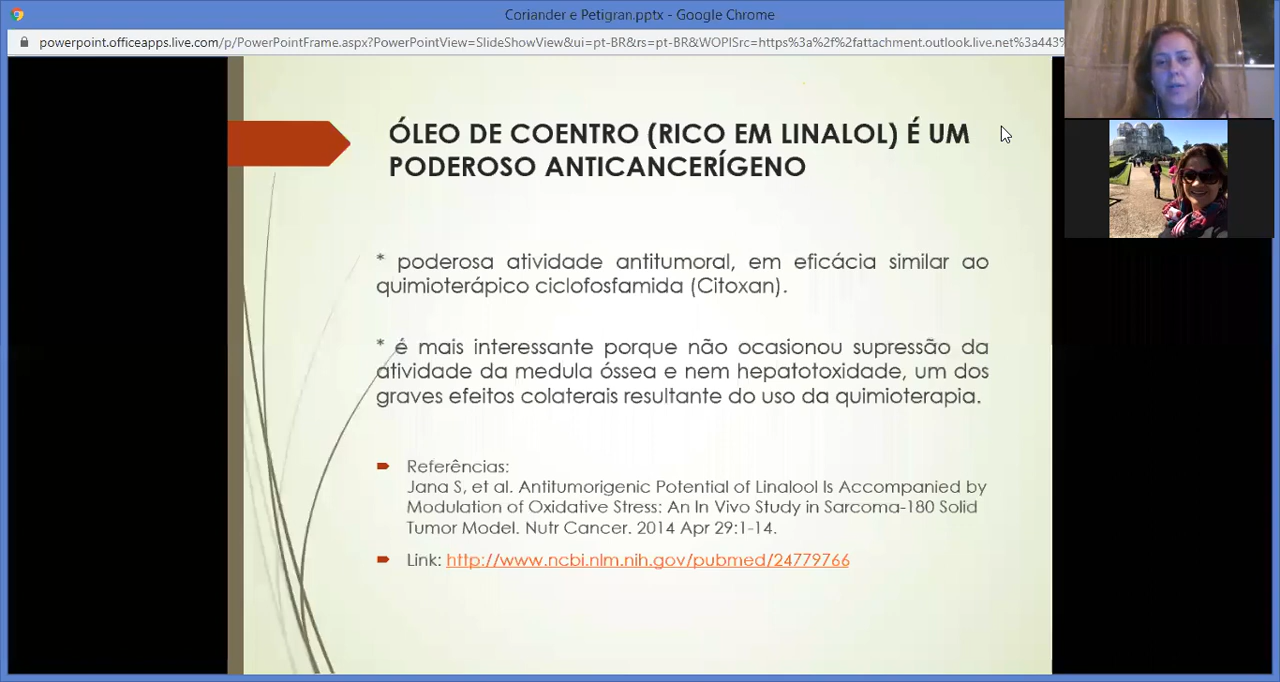 Coriander e Petigran.pptx - Google Chrome
powerpoint.officeapps.live.com/p/PowerPointFrame.aspx?PowerPointView=SlideShowView&ui=pt-BR&rs=pt-BR&WOPISrc=https%3a%2f%2fattachment.outlook.live.net%3a443%
ÓLEO DE COENTRO (RICO EM LINALOL) É UM
PODEROSO ANTICANCERÍGENO
* poderosa atividade antitumoral, em eficácia similar ao
quimioterápico ciclofosfamida (Citoxan).
* é mais interessante porque não ocasionou supressão da
atividade da medula óssea e nem hepatotoxidade, um dos
graves efeitos colaterais resultante do uso da quimioterapia.
Referências:
Jana S, et al. Antitumorigenic Potential of Linalool Is Accompanied by
Modulation of Oxidative Stress: An In Vivo Study in Sarcoma-180 Solid
Tumor Model. Nutr Cancer. 2014 Apr 29:1-14.
Link: http://www.ncbi.nlm.nih.gov/pubmed/24779766